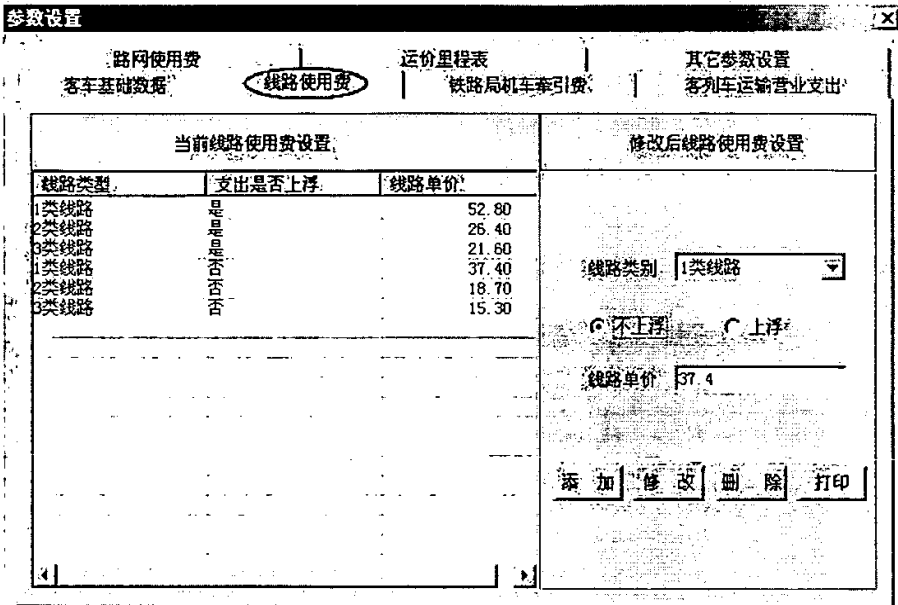 参数设置
路网使用费 运价里程表 其它参数设置
客车基础数据 线路使用费 铁路局机车牵引费 客列车运输营业支出
当前线路使用费设置 修改后线路使用费设置
线路类型 支出是否上浮 线路单价
1类线路 是 52.80
2类线路 是 26.40
3类线路 是 21.60
1类线路 否 37.40
2类线路 否 18.70
3类线路 否 15.30
线路类别 1类线路
不上浮 上浮
线路单价 37.4
添 加 修 改 删 除 打印